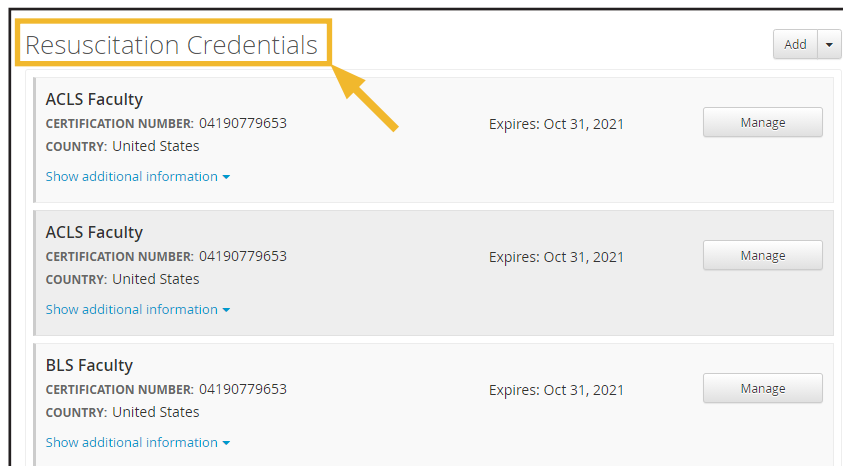 Resuscitation Credentials
Add
ACLS Faculty
CERTIFICATION NUMBER: 04190779653
Expires: Oct 31, 2021
Manage
COUNTRY: United States
Show additional information
ACLS Faculty
CERTIFICATION NUMBER: 04190779653
Expires: Oct 31, 2021
Manage
COUNTRY: United States
Show additional information
BLS Faculty
CERTIFICATION NUMBER: 04190779653
Expires: Oct 31, 2021
Manage
COUNTRY: United States
Show additional information